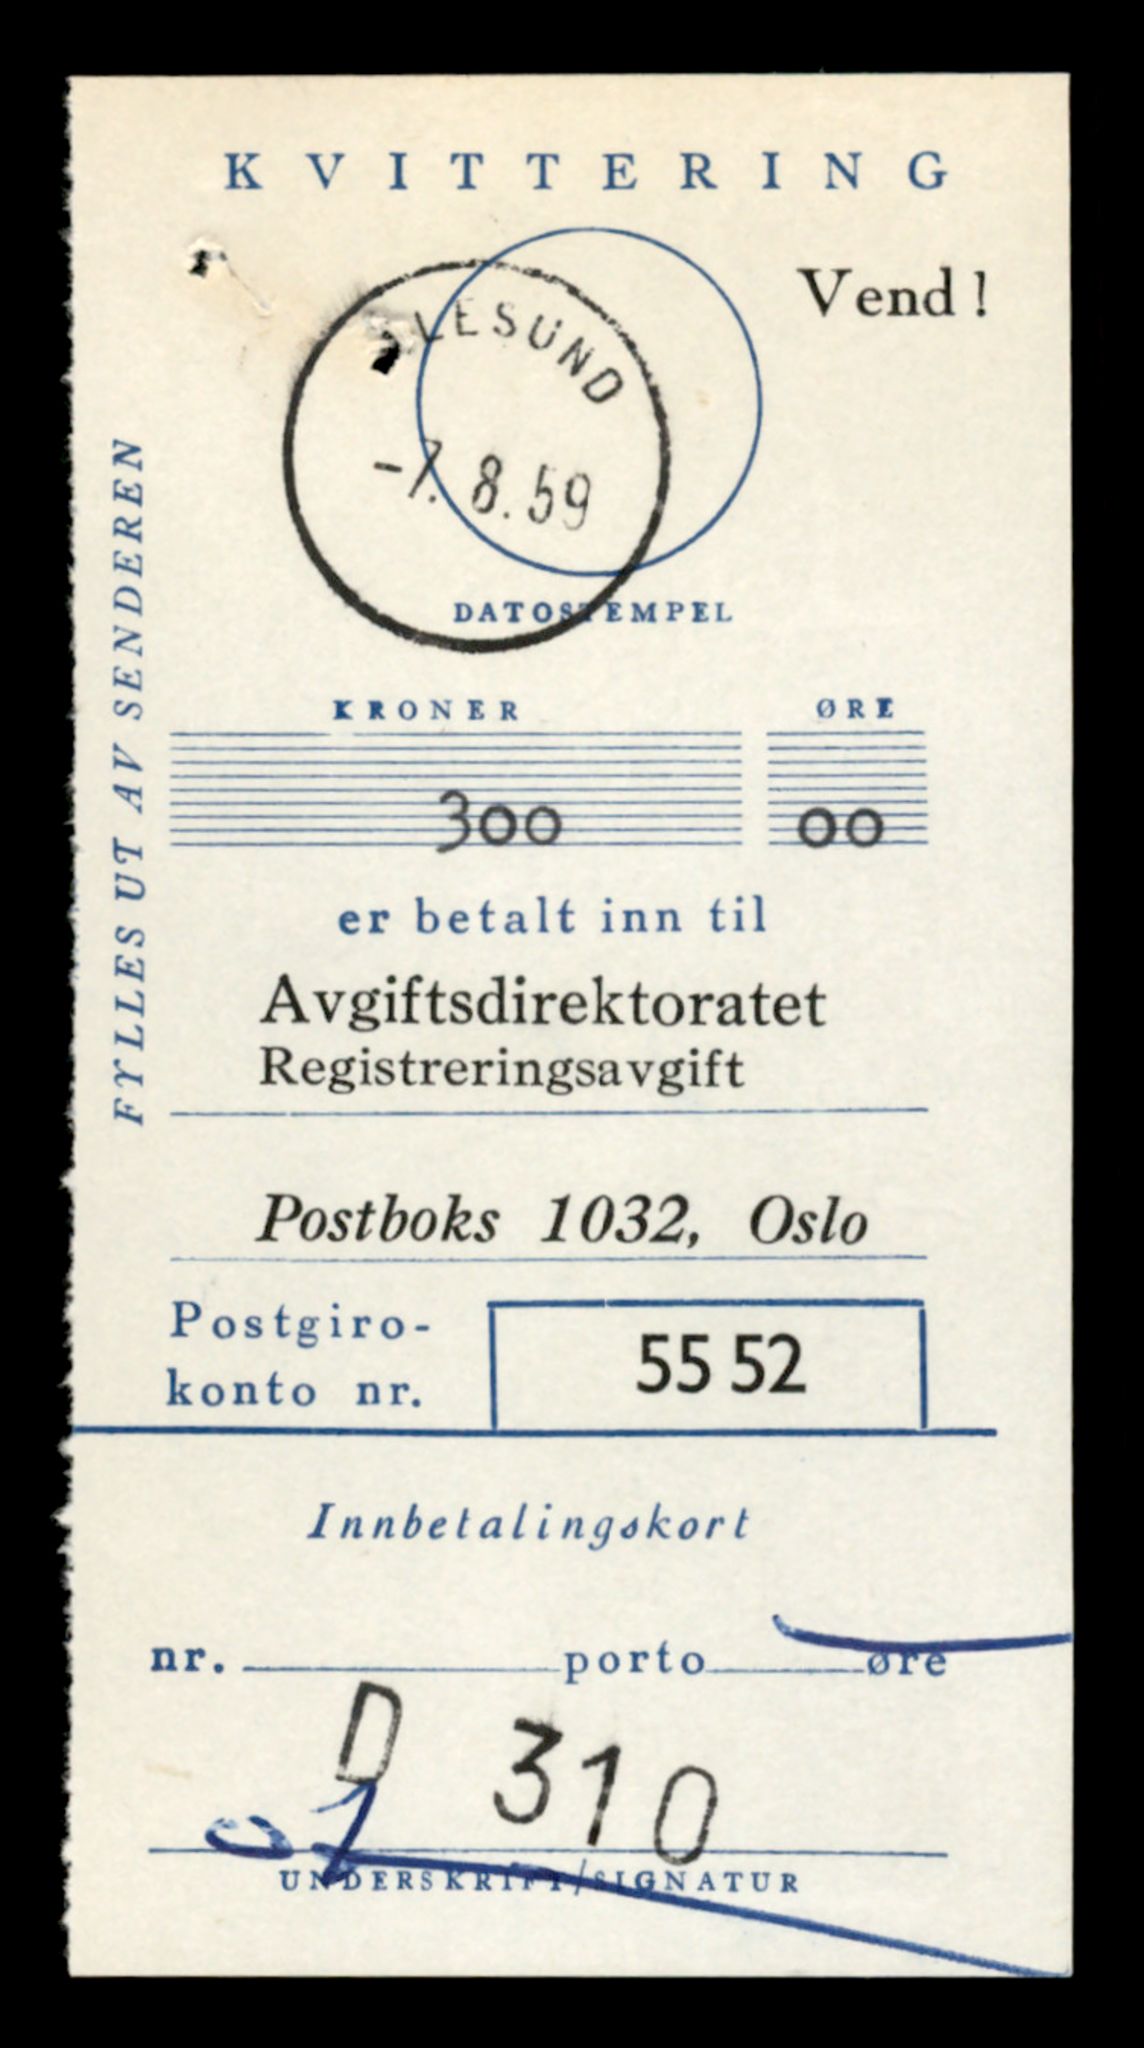 KVITTERING
Vend!
ÅLESUND
-7. 8. 59
DATOSTEMPEL
FYLLES UT AV SENDEREN
KRONER ØRE
300 00
er betalt inn til
Avgiftsdirektoratet
Registreringsavgift
Postboks 1032, Oslo
Postgiro-
konto nr.
55 52
Innbetalingskort
nr. porto øre
D 310
UNDERSKRIFT/SIGNATUR